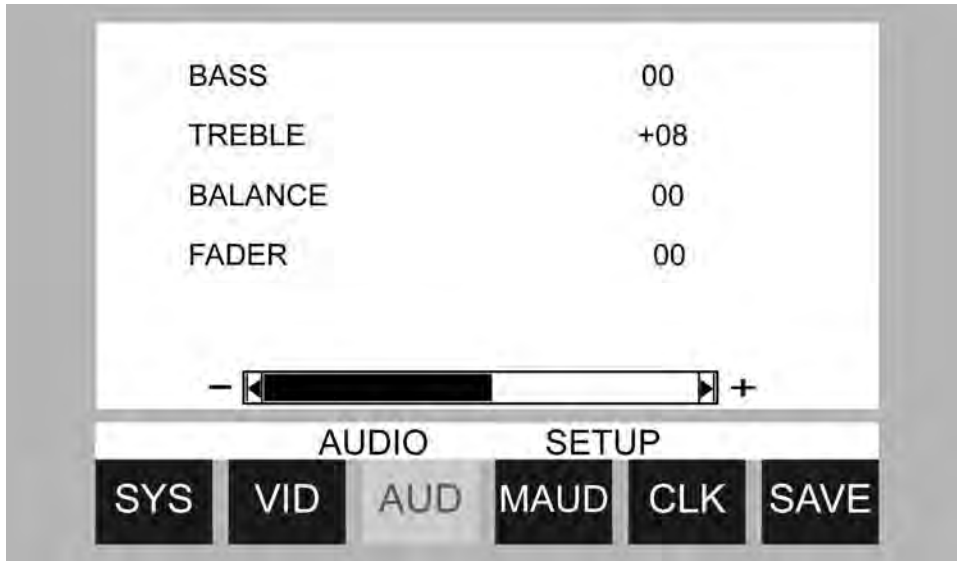 BASS 00
TREBLE +08
BALANCE 00
FADER 00
- +
AUDIO SETUP
SYS VID AUD MAUD CLK SAVE